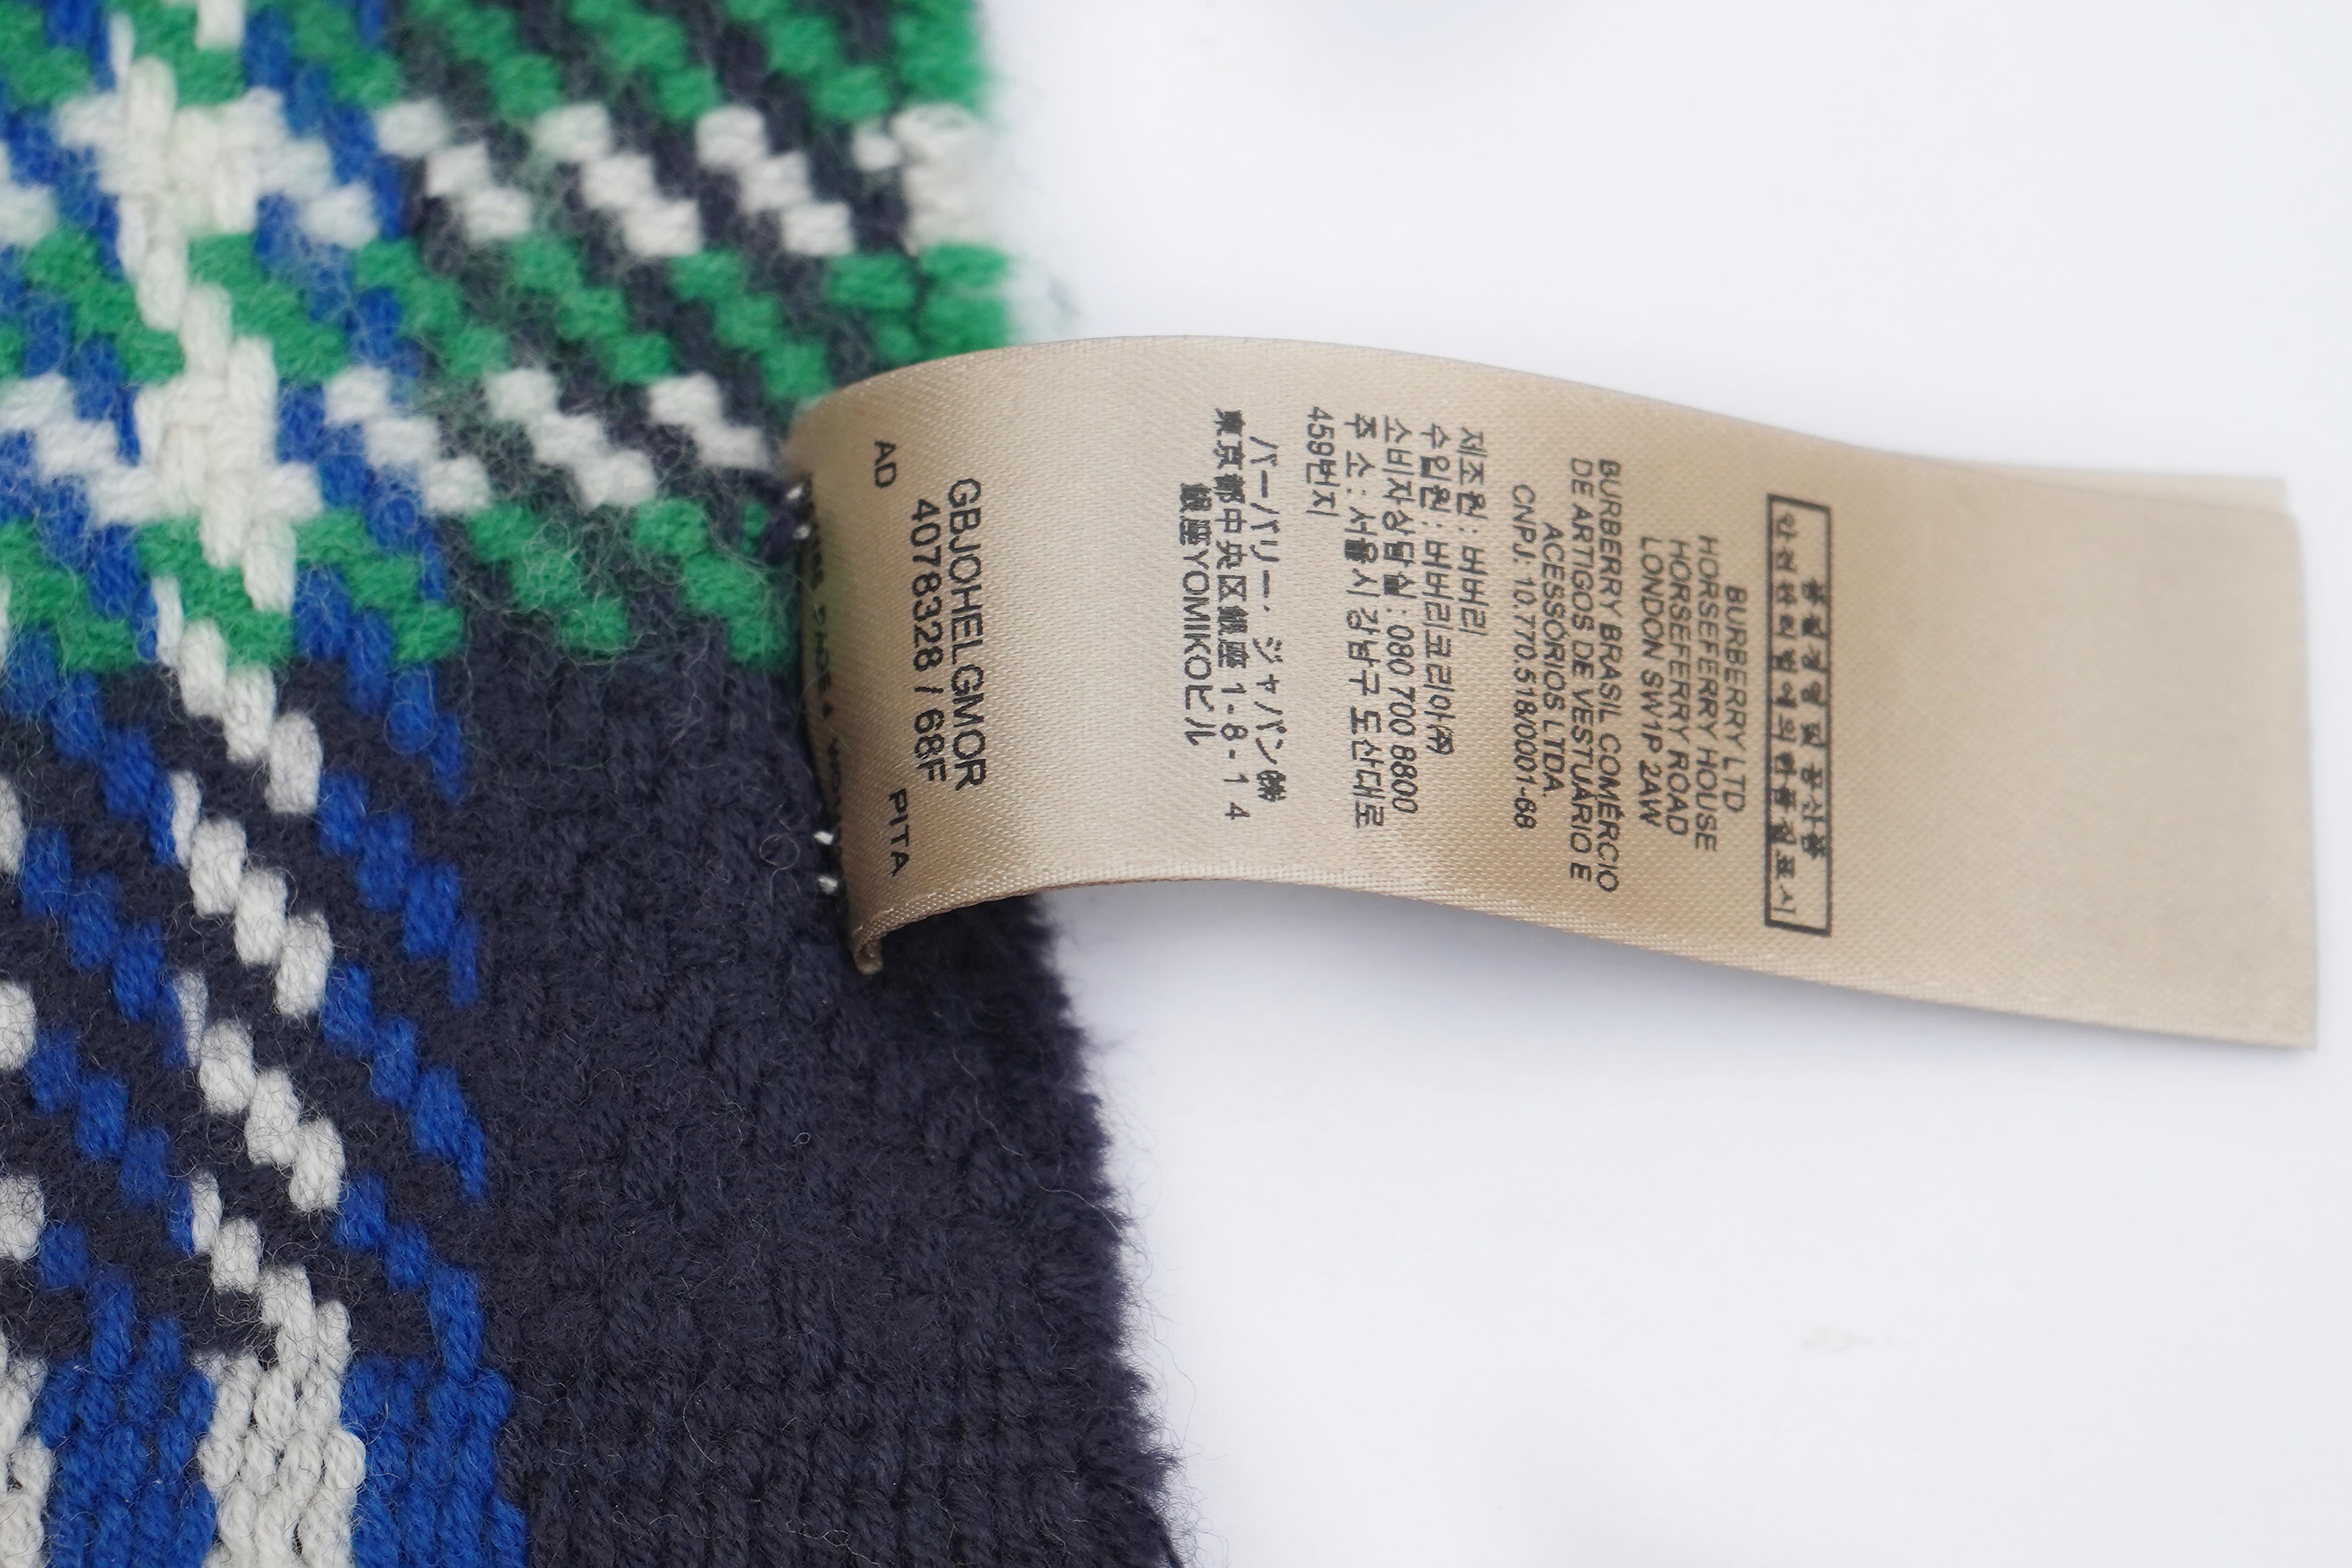 품질경영 및 공산품
안전관리법에의한품질표시
BURBERRY LTD
HORSEFERRY HOUSE
HORSEFERRY ROAD
LONDON SW1P 2AW
BURBERRY BRASIL COMÉRCIO
DE ARTIGOS DE VESTUÁRIO E
ACESSÓRIOS LTDA.
CNPJ: 10.770.518/0001-68
제조원 : 버버리
수입원 : 버버리코리아㈜
소비자상담실 : 080 700 8800
주 소 : 서울시 강남구 도산대로
459번지
バーバリー・ジャパン㈱
東京都中央区銀座1-8-14
銀座YOMIKOビル
GBJOHELGMOR
4078328 / 68F
AD PITA